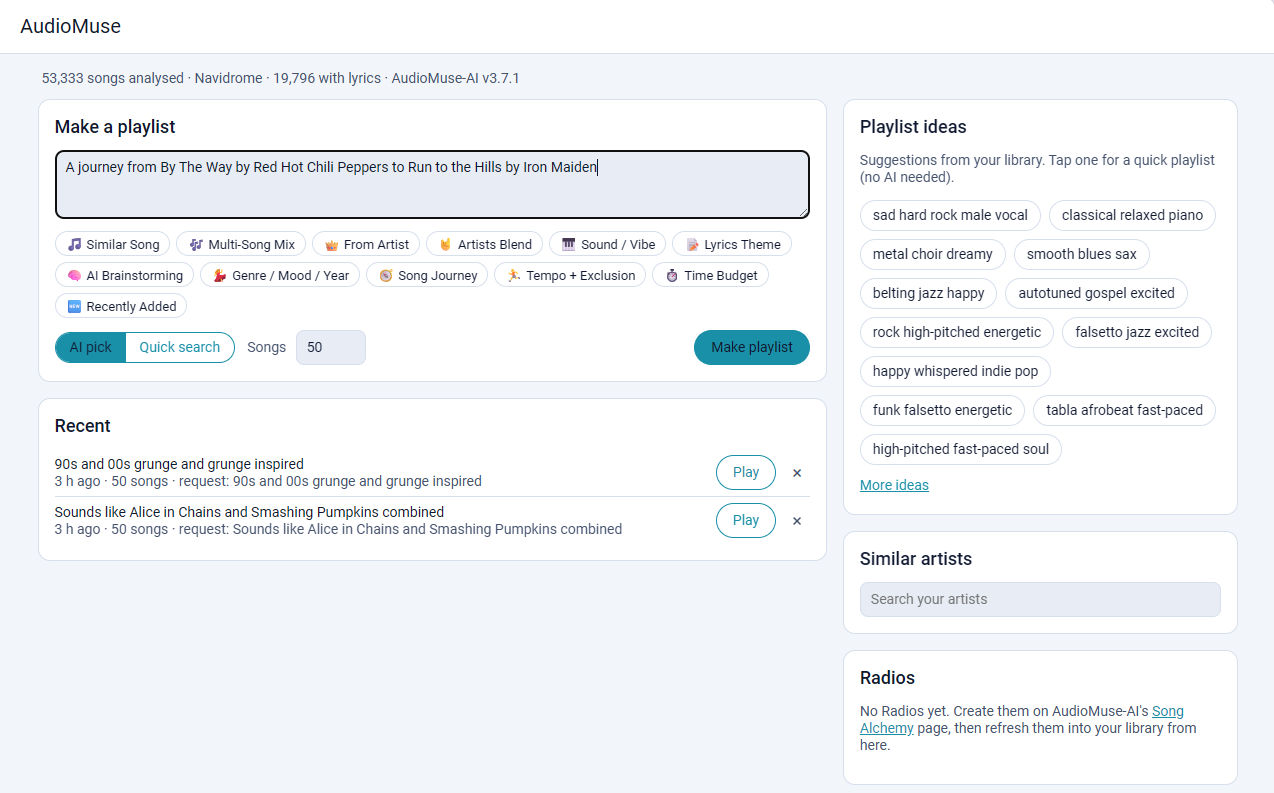 AudioMuse
53,333 songs analysed · Navidrome · 19,796 with lyrics · AudioMuse-AI v3.7.1
Make a playlist
A journey from By The Way by Red Hot Chili Peppers to Run to the Hills by Iron Maiden
Similar Song
Multi-Song Mix
From Artist
Artists Blend
Sound / Vibe
Lyrics Theme
AI Brainstorming
Genre / Mood / Year
Song Journey
Tempo + Exclusion
Time Budget
Recently Added
AI pick
Quick search
Songs
50
Make playlist
Recent
90s and 00s grunge and grunge inspired
3 h ago · 50 songs · request: 90s and 00s grunge and grunge inspired
Play
×
Sounds like Alice in Chains and Smashing Pumpkins combined
3 h ago · 50 songs · request: Sounds like Alice in Chains and Smashing Pumpkins combined
Play
×
Playlist ideas
Suggestions from your library. Tap one for a quick playlist
(no AI needed).
sad hard rock male vocal
classical relaxed piano
metal choir dreamy
smooth blues sax
belting jazz happy
autotuned gospel excited
rock high-pitched energetic
falsetto jazz excited
happy whispered indie pop
funk falsetto energetic
tabla afrobeat fast-paced
high-pitched fast-paced soul
More ideas
Similar artists
Search your artists
Radios
No Radios yet. Create them on AudioMuse-AI's Song
Alchemy page, then refresh them into your library from
here.